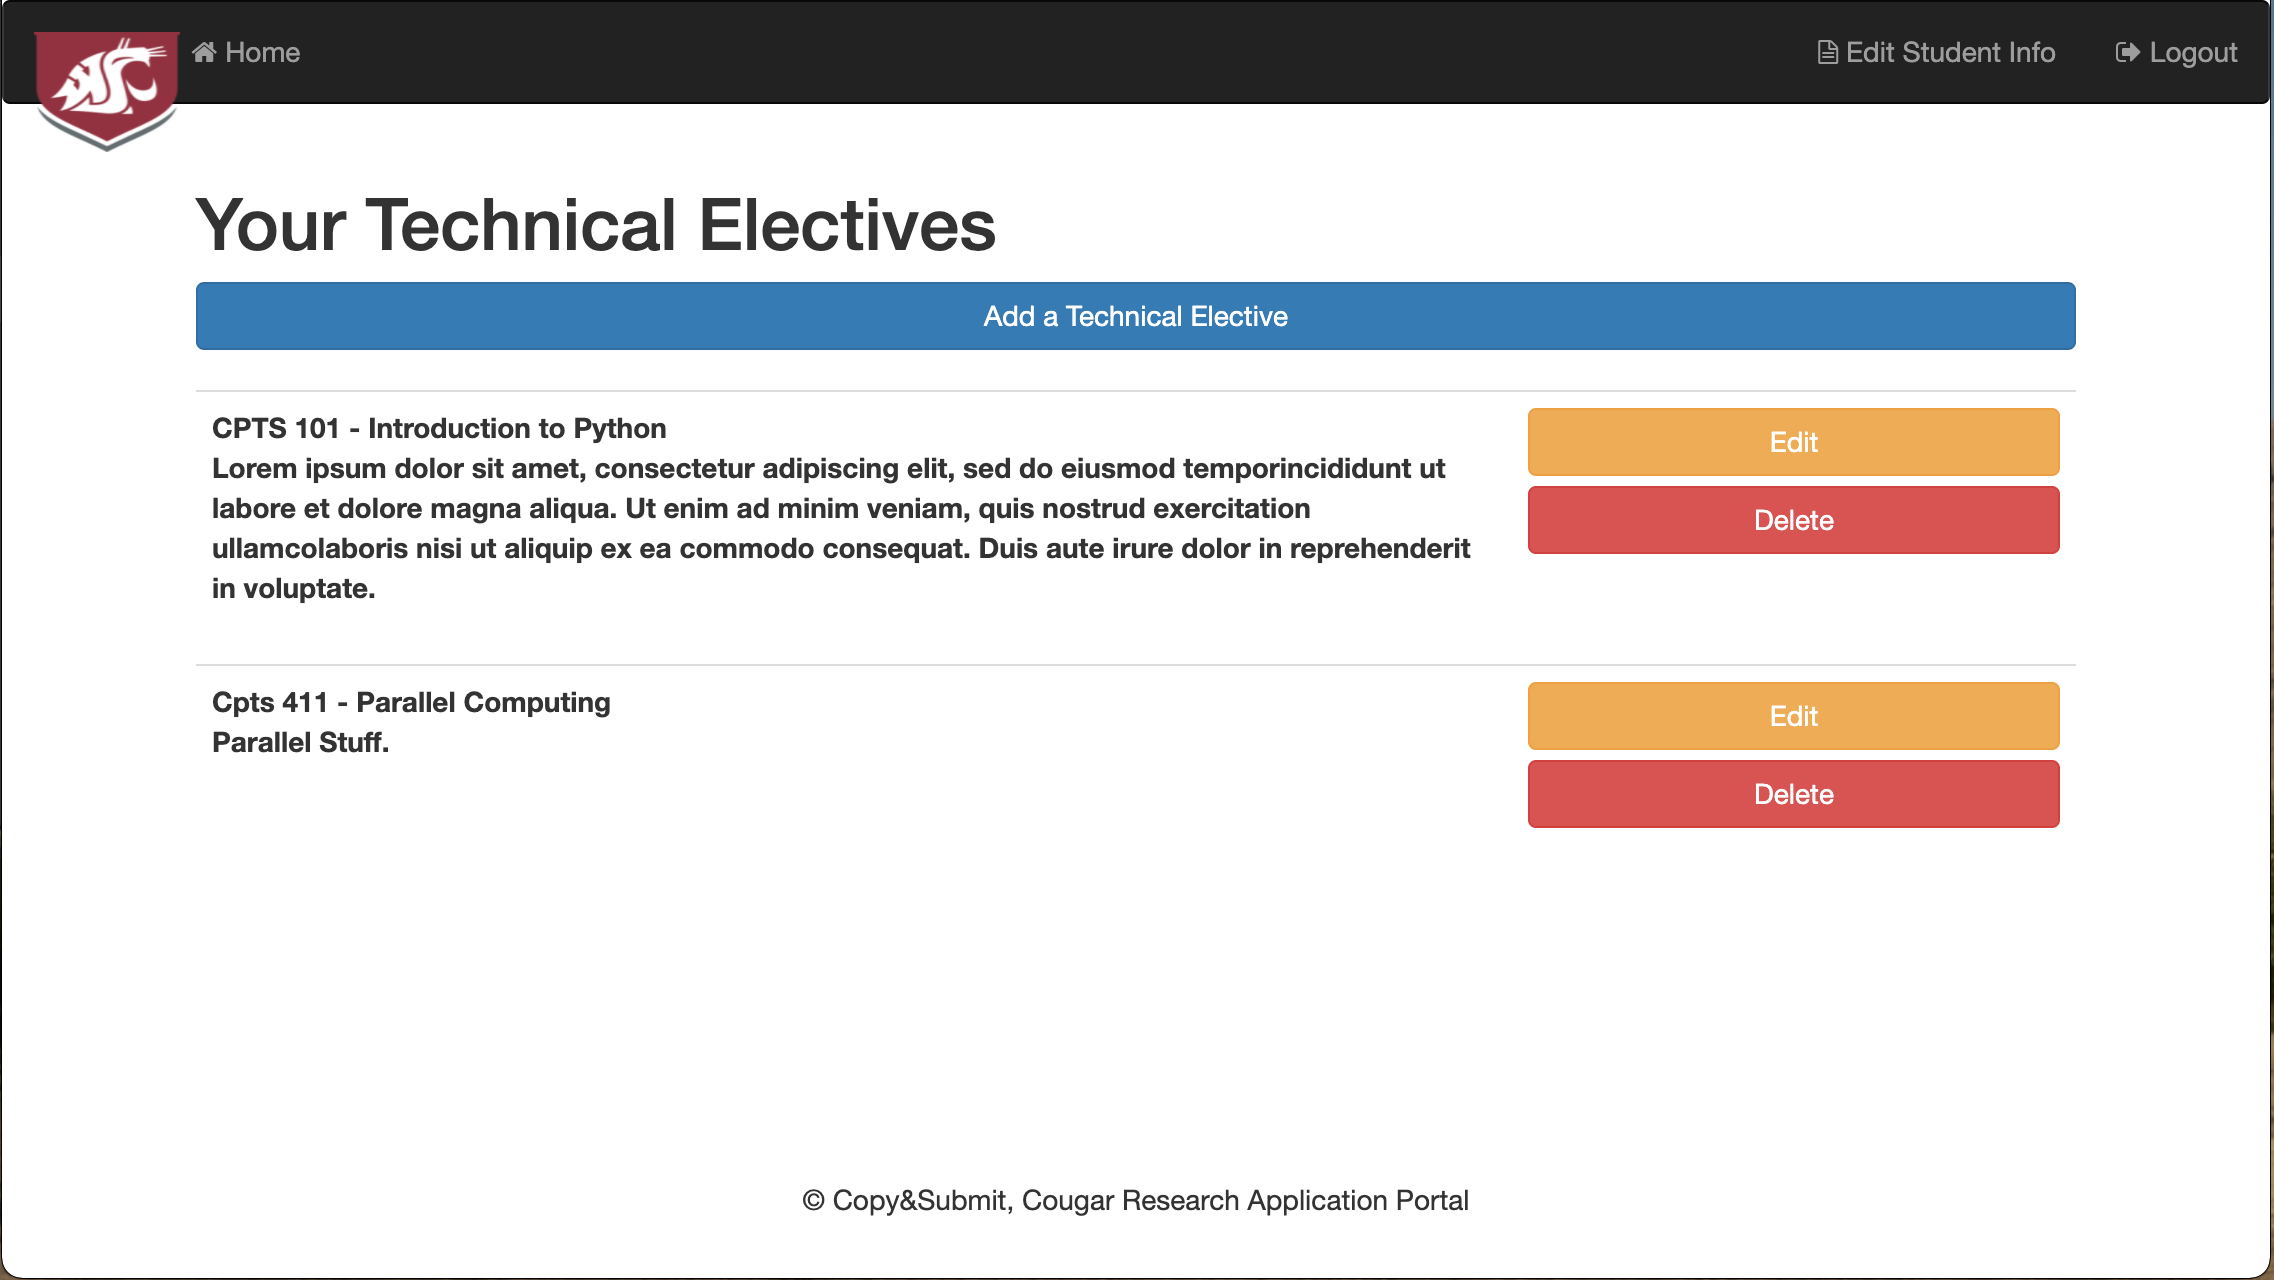 Home
Edit Student Info
Logout
Your Technical Electives
Add a Technical Elective
CPTS 101 - Introduction to Python
Lorem ipsum dolor sit amet, consectetur adipiscing elit, sed do eiusmod temporincididunt ut
labore et dolore magna aliqua. Ut enim ad minim veniam, quis nostrud exercitation
ullamcolaboris nisi ut aliquip ex ea commodo consequat. Duis aute irure dolor in reprehenderit
in voluptate.
Edit
Delete
Cpts 411 - Parallel Computing
Parallel Stuff.
Edit
Delete
© Copy&Submit, Cougar Research Application Portal